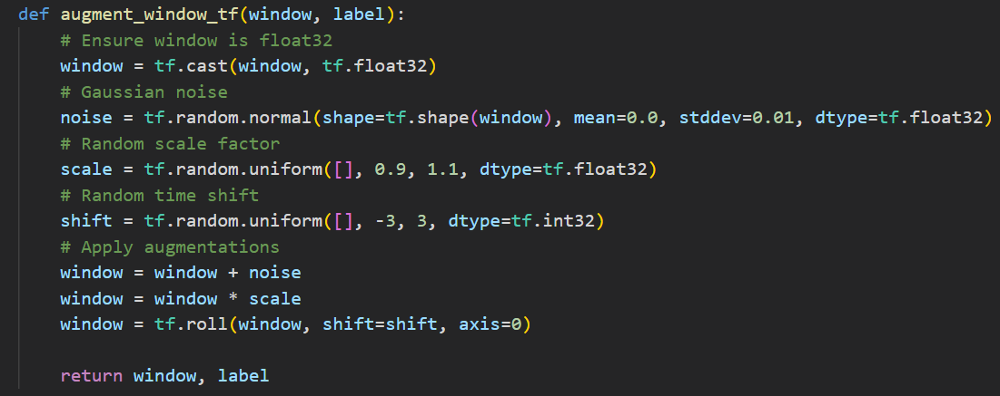 def augment_window_tf(window, label):
    # Ensure window is float32
    window = tf.cast(window, tf.float32)
    # Gaussian noise
    noise = tf.random.normal(shape=tf.shape(window), mean=0.0, stddev=0.01, dtype=tf.float32)
    # Random scale factor
    scale = tf.random.uniform([], 0.9, 1.1, dtype=tf.float32)
    # Random time shift
    shift = tf.random.uniform([], -3, 3, dtype=tf.int32)
    # Apply augmentations
    window = window + noise
    window = window * scale
    window = tf.roll(window, shift=shift, axis=0)

    return window, label